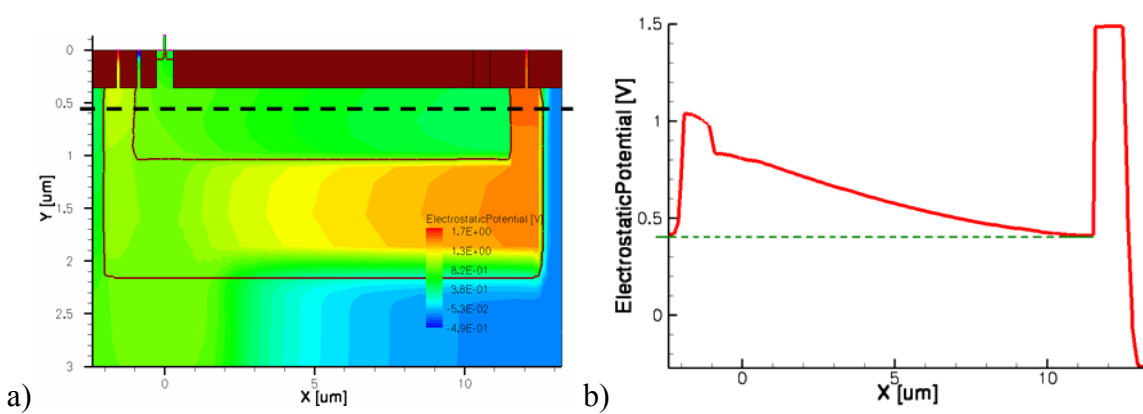 0
0.5
1
1.5
2
2.5
3
Y [um]
0
5
10
X [um]
ElectrostaticPotential [V]
1.7E+00
1.3E+00
8.2E-01
3.8E-01
-5.3E-02
-4.9E-01
a)
1.5
1
0.5
0
ElectrostaticPotential [V]
0
5
10
X [um]
b)